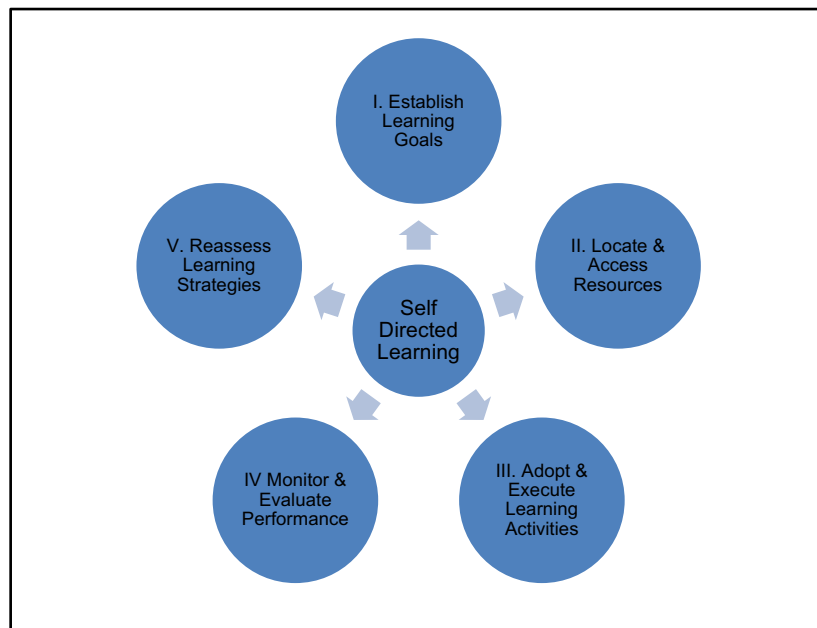 I. Establish
Learning
Goals
II. Locate &
Access
Resources
III. Adopt &
Execute
Learning
Activities
IV Monitor &
Evaluate
Performance
V. Reassess
Learning
Strategies
Self
Directed
Learning